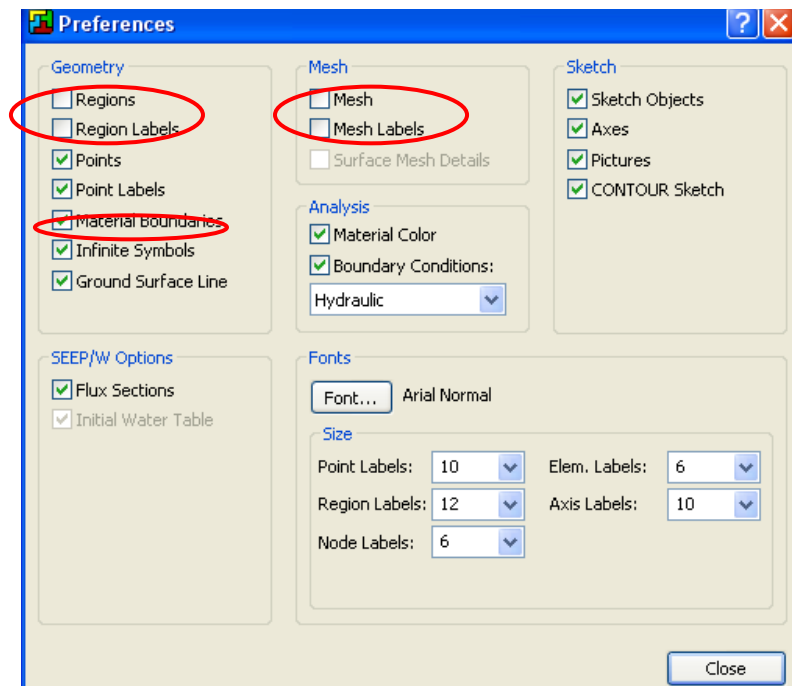 Preferences
Geometry
Regions
Region Labels
Points
Point Labels
Material Boundaries
Infinite Symbols
Ground Surface Line
Mesh
Mesh
Mesh Labels
Surface Mesh Details
Analysis
Material Color
Boundary Conditions:
Hydraulic
Sketch
Sketch Objects
Axes
Pictures
CONTOUR Sketch
SEEP/W Options
Flux Sections
Initial Water Table
Fonts
Font... Arial Normal
Size
Point Labels: 10 Elem. Labels: 6
Region Labels: 12 Axis Labels: 10
Node Labels: 6
Close